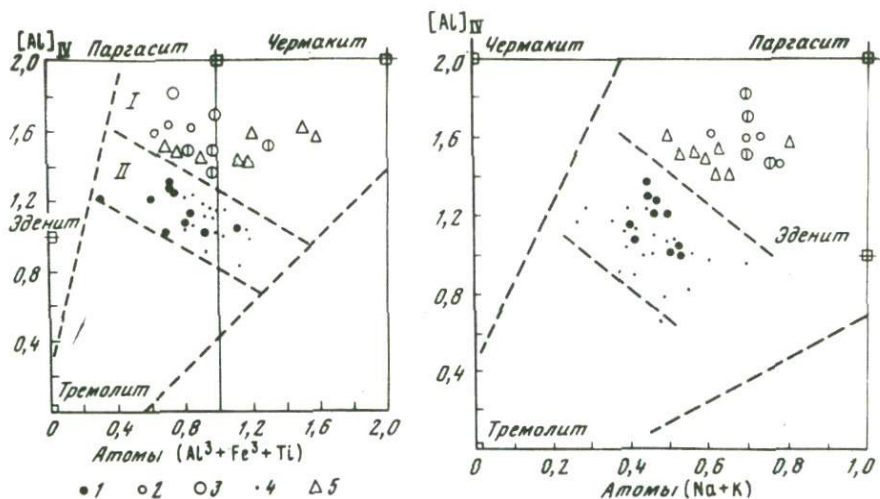 [Al]IV
Паргасит Чермакит
2,0
I
1,6
II
1,2
Эденит
0,8
0,4
Тремолит
0
0,4 0,8 1,2 1,6 2,0
Атомы (Al³+Fe³+Ti)
1 2 3 4 5
[Al]IV
Чермакит Паргасит
2,0
1,6
1,2
Эденит
0,8
0,4
Тремолит
0 0,2 0,4 0,6 0,8 1,0
Атомы (Na+K)